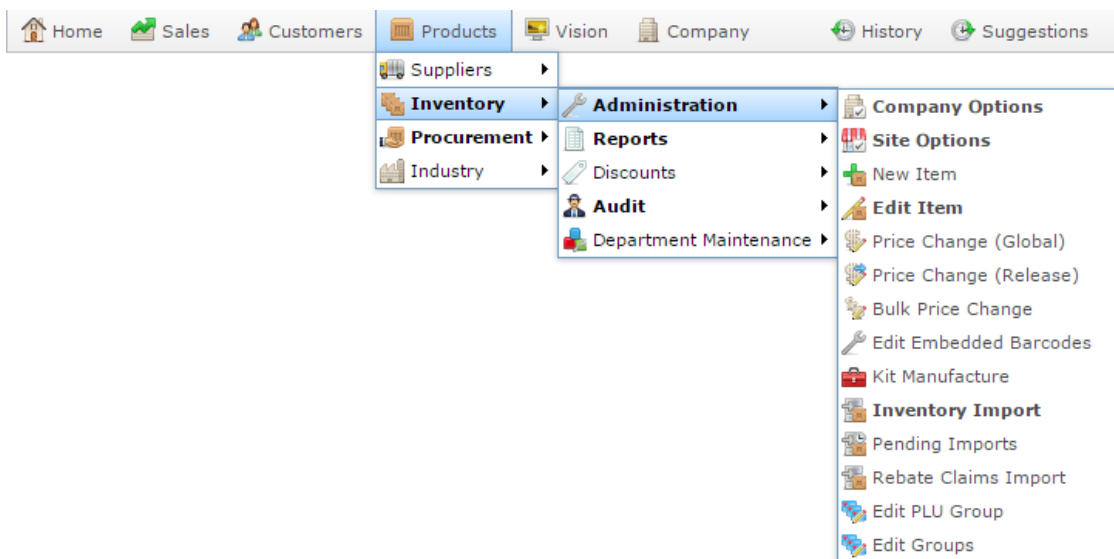 Home Sales Customers Products Vision Company History Suggestions
Suppliers
Inventory
Procurement
Industry
Administration
Reports
Discounts
Audit
Department Maintenance
Company Options
Site Options
New Item
Edit Item
Price Change (Global)
Price Change (Release)
Bulk Price Change
Edit Embedded Barcodes
Kit Manufacture
Inventory Import
Pending Imports
Rebate Claims Import
Edit PLU Group
Edit Groups